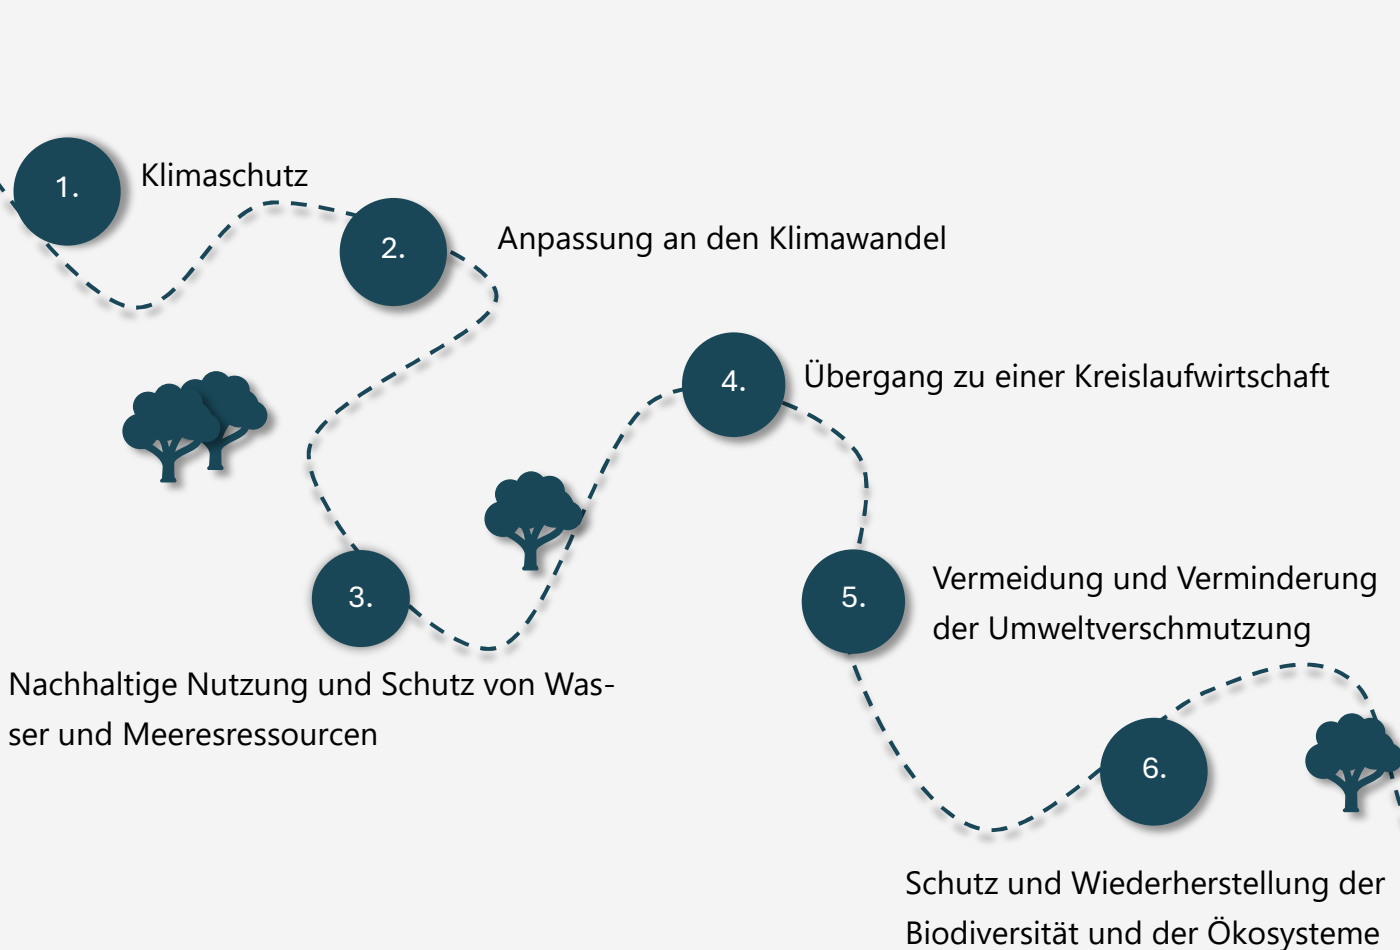 1.
Klimaschutz
2.
Anpassung an den Klimawandel
3.
Nachhaltige Nutzung und Schutz von Was-
ser und Meeresressourcen
4.
Übergang zu einer Kreislaufwirtschaft
5.
Vermeidung und Verminderung
der Umweltverschmutzung
6.
Schutz und Wiederherstellung der
Biodiversität und der Ökosysteme